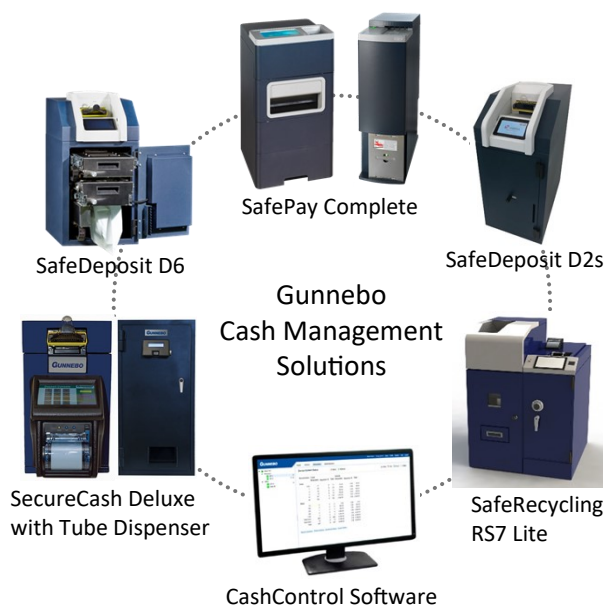 SafePay Complete
SafeDeposit D6
SafeDeposit D2s
Gunnebo
Cash Management
Solutions
GUNNEBO
SecureCash Deluxe
with Tube Dispenser
SafeRecycling
RS7 Lite
CashControl Software